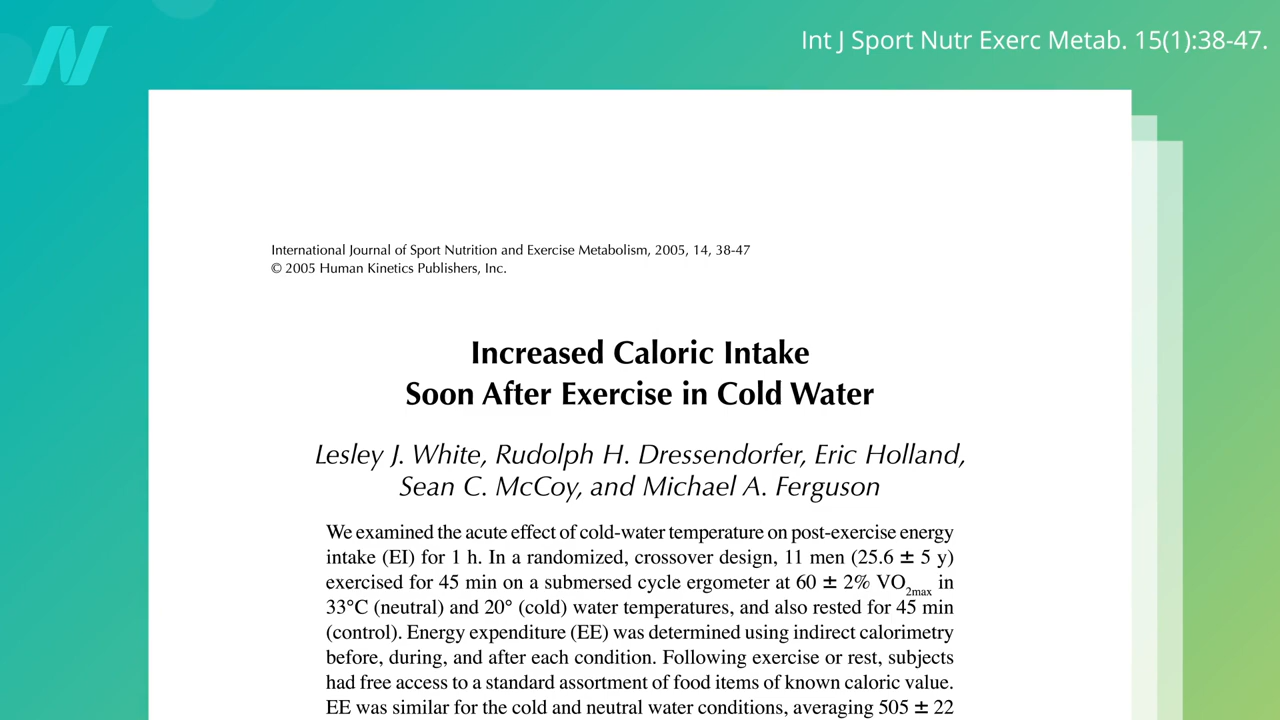 Int J Sport Nutr Exerc Metab. 15(1):38-47.
International Journal of Sport Nutrition and Exercise Metabolism, 2005, 14, 38-47
© 2005 Human Kinetics Publishers, Inc.
Increased Caloric Intake
Soon After Exercise in Cold Water
Lesley J. White, Rudolph H. Dressendorfer, Eric Holland,
Sean C. McCoy, and Michael A. Ferguson
We examined the acute effect of cold-water temperature on post-exercise energy
intake (EI) for 1 h. In a randomized, crossover design, 11 men (25.6 ± 5 y)
exercised for 45 min on a submersed cycle ergometer at 60 ± 2% VO2max in
33°C (neutral) and 20° (cold) water temperatures, and also rested for 45 min
(control). Energy expenditure (EE) was determined using indirect calorimetry
before, during, and after each condition. Following exercise or rest, subjects
had free access to a standard assortment of food items of known caloric value.
EE was similar for the cold and neutral water conditions, averaging 505 ± 22